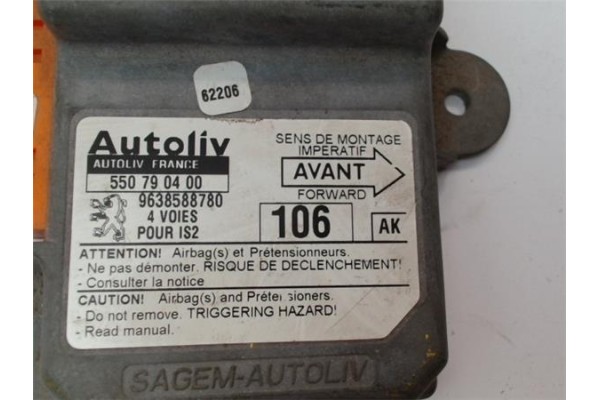 62206
Autoliv
AUTOLIV FRANCE
550 79 04 00
9638588780
4 VOIES
POUR IS2
SENS DE MONTAGE
IMPERATIF
AVANT
FORWARD
106
AK
ATTENTION! Airbag(s) et Prétensionneurs.
- Ne pas démonter. RISQUE DE DECLENCHEMENT!
- Consulter la notice
CAUTION! Airbag(s) and Prétensioners.
- Do not remove. TRIGGERING HAZARD!
- Read manual.
SAGEM-AUTOLIV